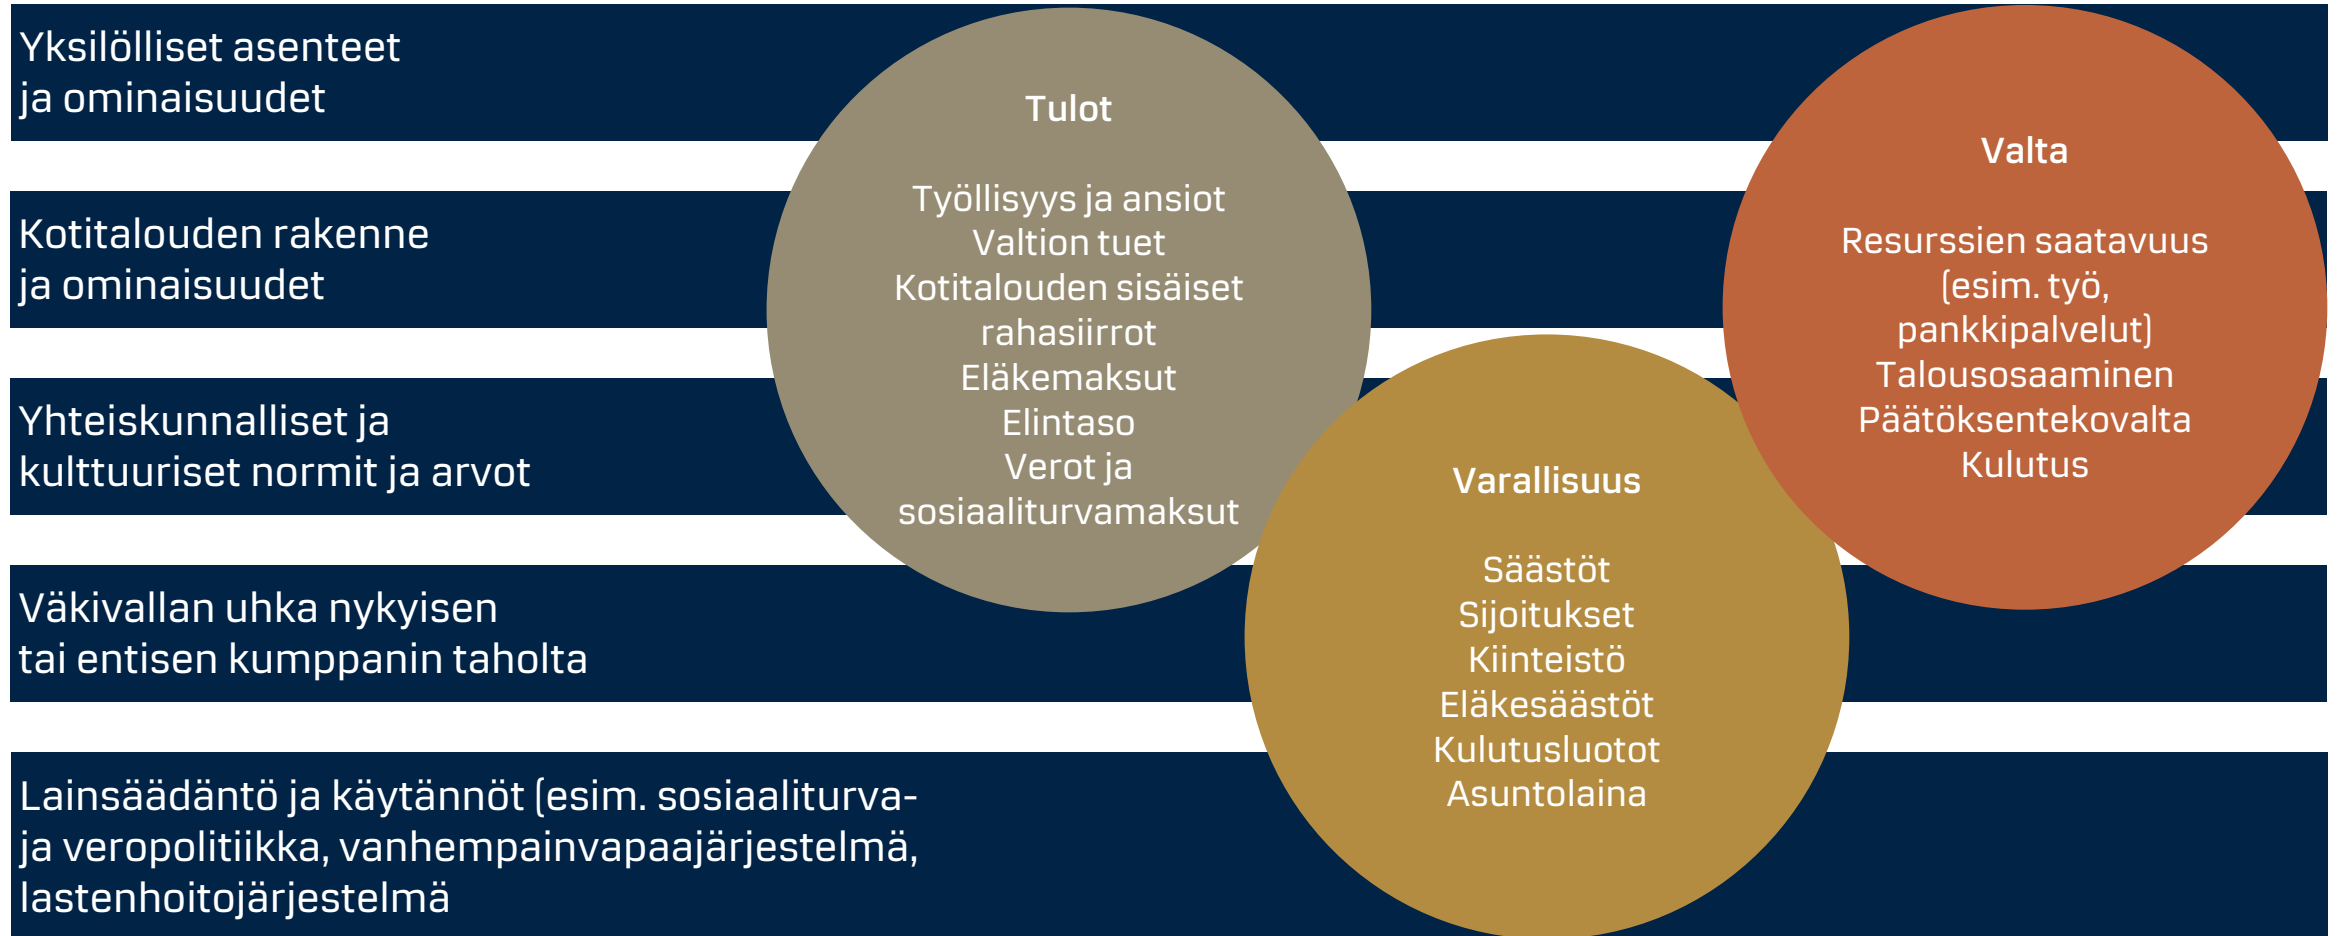 Yksilölliset asenteet
ja ominaisuudet
Kotitalouden rakenne
ja ominaisuudet
Yhteiskunnalliset ja
kulttuuriset normit ja arvot
Väkivallan uhka nykyisen
tai entisen kumppanin taholta
Lainsäädäntö ja käytännöt (esim. sosiaaliturva-
ja veropolitiikka, vanhempainvapaajärjestelmä,
lastenhoitojärjestelmä
Tulot
Työllisyys ja ansiot
Valtion tuet
Kotitalouden sisäiset
rahasiirrot
Eläkemaksut
Elintaso
Verot ja
sosiaaliturvamaksut
Varallisuus
Säästöt
Sijoitukset
Kiinteistö
Eläkesäästöt
Kulutusluotot
Asuntolaina
Valta
Resurssien saatavuus
(esim. työ,
pankkipalvelut)
Talousosaaminen
Päätöksentekovalta
Kulutus